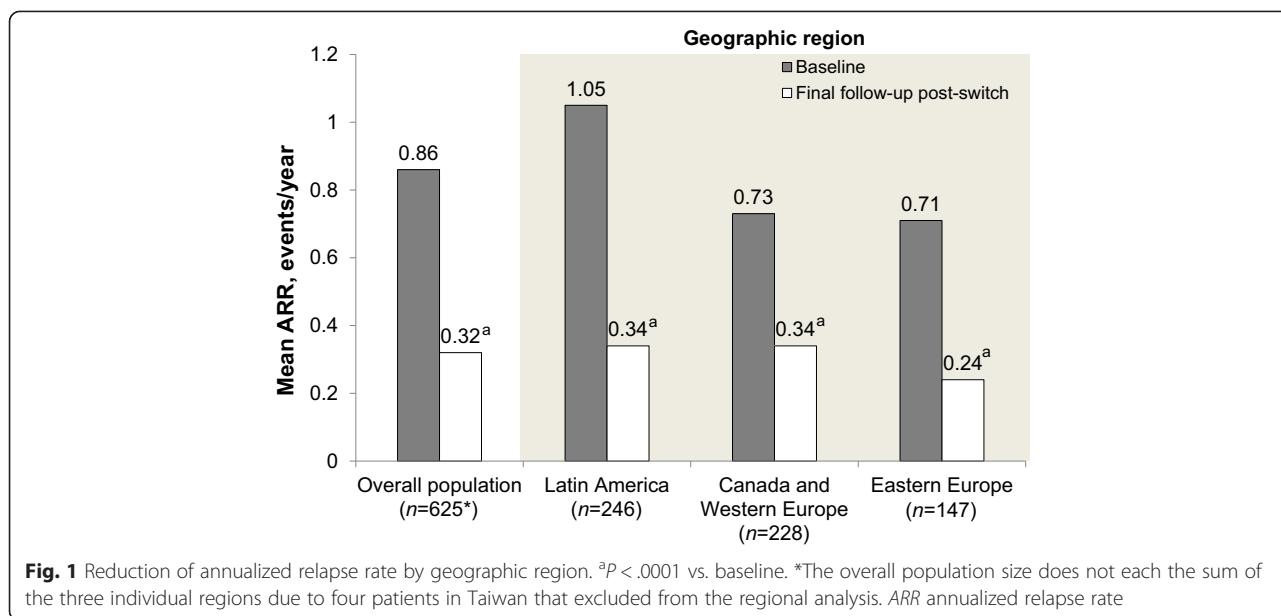 Geographic region
Baseline
Final follow-up post-switch
Mean ARR, events/year
1.2
1
0.8
0.6
0.4
0.2
0
0.86
0.32a
1.05
0.34a
0.73
0.34a
0.71
0.24a
Overall population
(n=625*)
Latin America
(n=246)
Canada and
Western Europe
(n=228)
Eastern Europe
(n=147)
Fig. 1 Reduction of annualized relapse rate by geographic region. aP < .0001 vs. baseline. *The overall population size does not each the sum of
the three individual regions due to four patients in Taiwan that excluded from the regional analysis. ARR annualized relapse rate